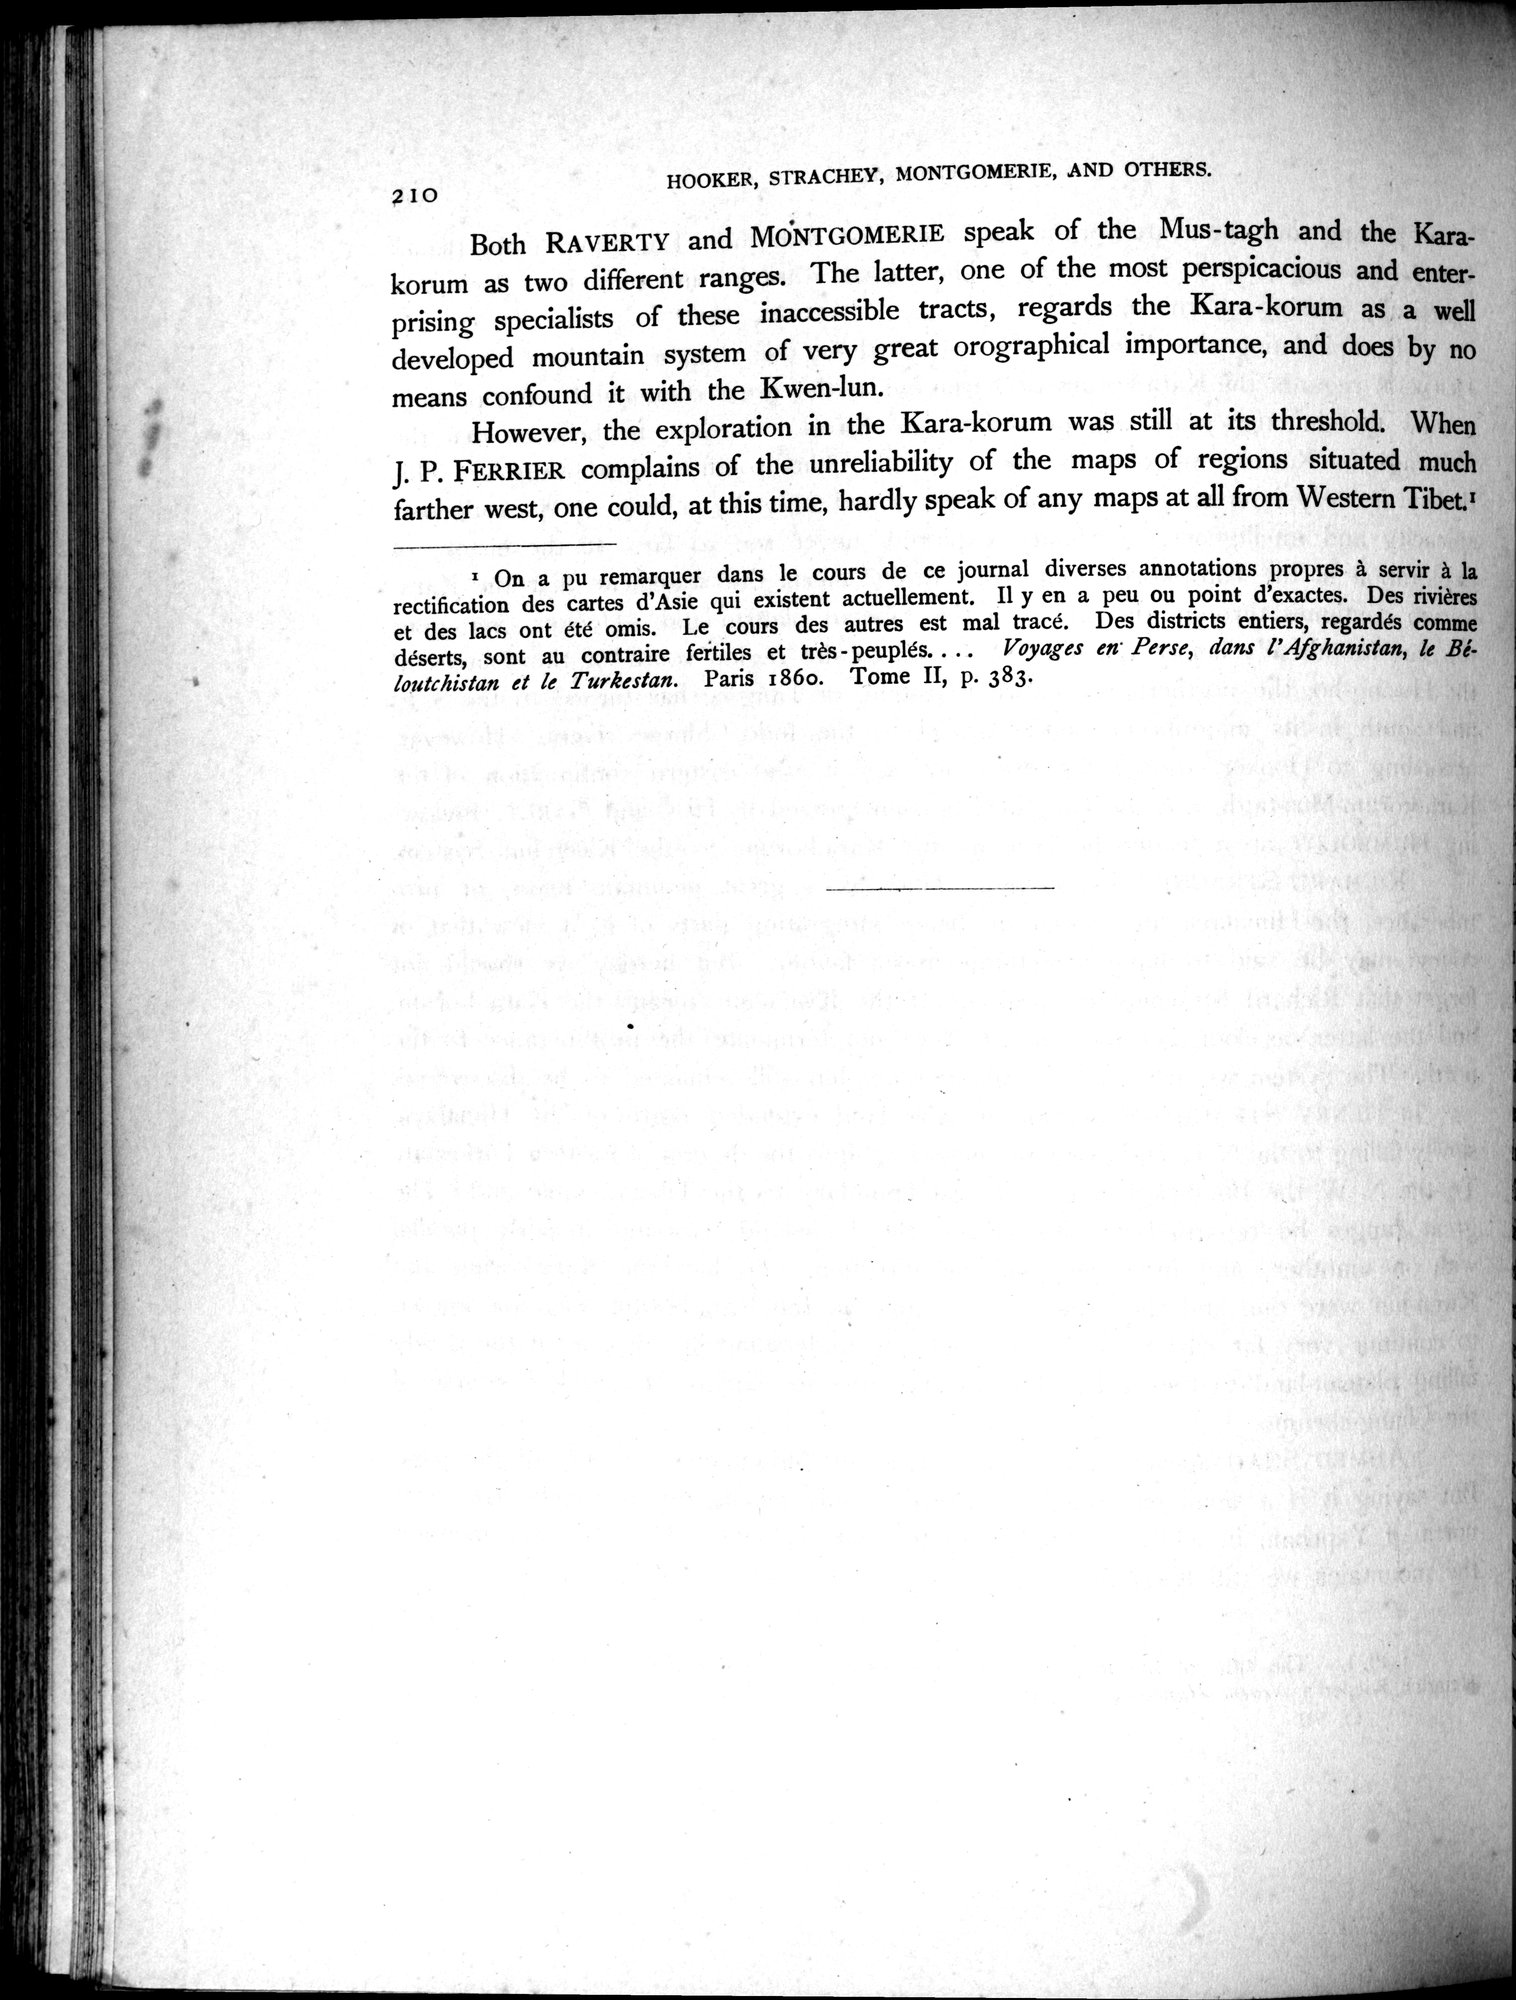 210
HOOKER, STRACHEY, MONTGOMERIE, AND OTHERS.
Both RAVERTY and MONTGOMERIE speak of the Mus-tagh and the Kara-
korum as two different ranges. The latter, one of the most perspicacious and enter-
prising specialists of these inaccessible tracts, regards the Kara-korum as a well
developed mountain system of very great orographical importance, and does by no
means confound it with the Kwen-lun.
However, the exploration in the Kara-korum was still at its threshold. When
J. P. FERRIER complains of the unreliability of the maps of regions situated much
farther west, one could, at this time, hardly speak of any maps at all from Western Tibet.¹
¹ On a pu remarquer dans le cours de ce journal diverses annotations propres à servir à la
rectification des cartes d'Asie qui existent actuellement. Il y en a peu ou point d'exactes. Des rivières
et des lacs ont été omis. Le cours des autres est mal tracé. Des districts entiers, regardés comme
déserts, sont au contraire fertiles et très-peuplés.... Voyages en Perse, dans l'Afghanistan, le Bé-
loutchistan et le Turkestan. Paris 1860. Tome II, p. 383.